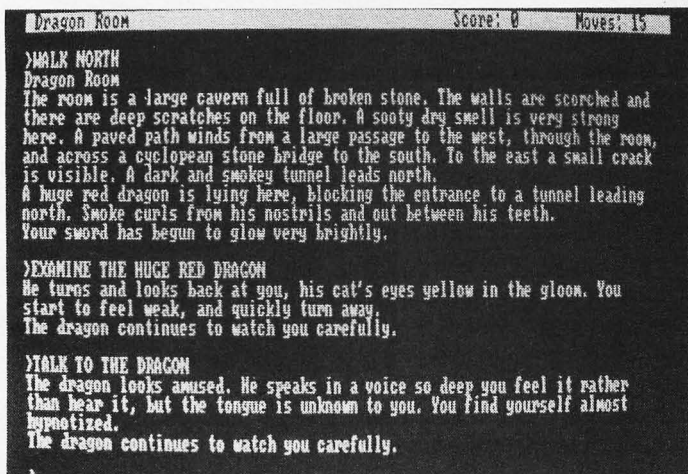 Dragon Room Score: 0 Moves: 15
>WALK NORTH
Dragon Room
The room is a large cavern full of broken stone. The walls are scorched and
there are deep scratches on the floor. A sooty dry smell is very strong
here. A paved path winds from a large passage to the west, through the room,
and across a cyclopean stone bridge to the south. To the east a small crack
is visible. A dark and smokey tunnel leads north.
A huge red dragon is lying here, blocking the entrance to a tunnel leading
north. Smoke curls from his nostrils and out between his teeth.
Your sword has begun to glow very brightly.
>EXAMINE THE HUGE RED DRAGON
He turns and looks back at you, his cat's eyes yellow in the gloom. You
start to feel weak, and quickly turn away.
The dragon continues to watch you carefully.
>TALK TO THE DRAGON
The dragon looks amused. He speaks in a voice so deep you feel it rather
than hear it, but the tongue is unknown to you. You find yourself almost
hypnotized.
The dragon continues to watch you carefully.
>